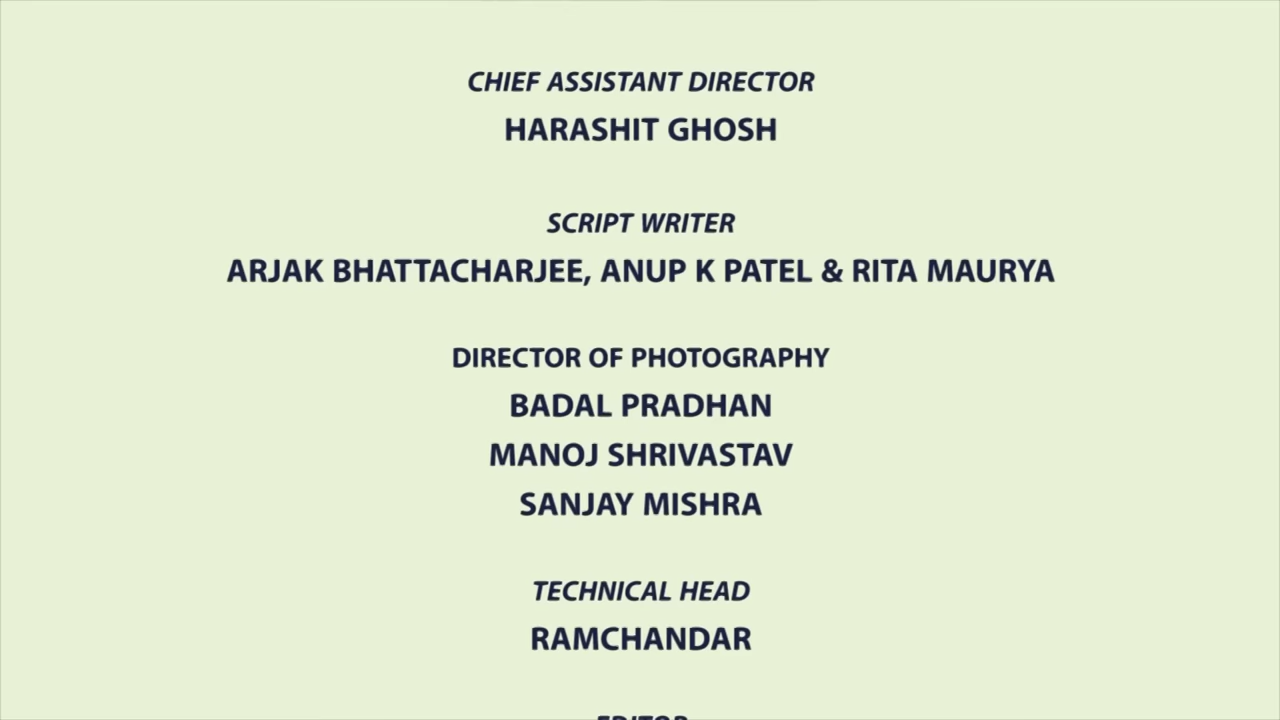 CHIEF ASSISTANT DIRECTOR
HARASHIT GHOSH
SCRIPT WRITER
ARJAK BHATTACHARJEE, ANUP K PATEL & RITA MAURYA
DIRECTOR OF PHOTOGRAPHY
BADAL PRADHAN
MANOJ SHRIVASTAV
SANJAY MISHRA
TECHNICAL HEAD
RAMCHANDAR
EDITOR